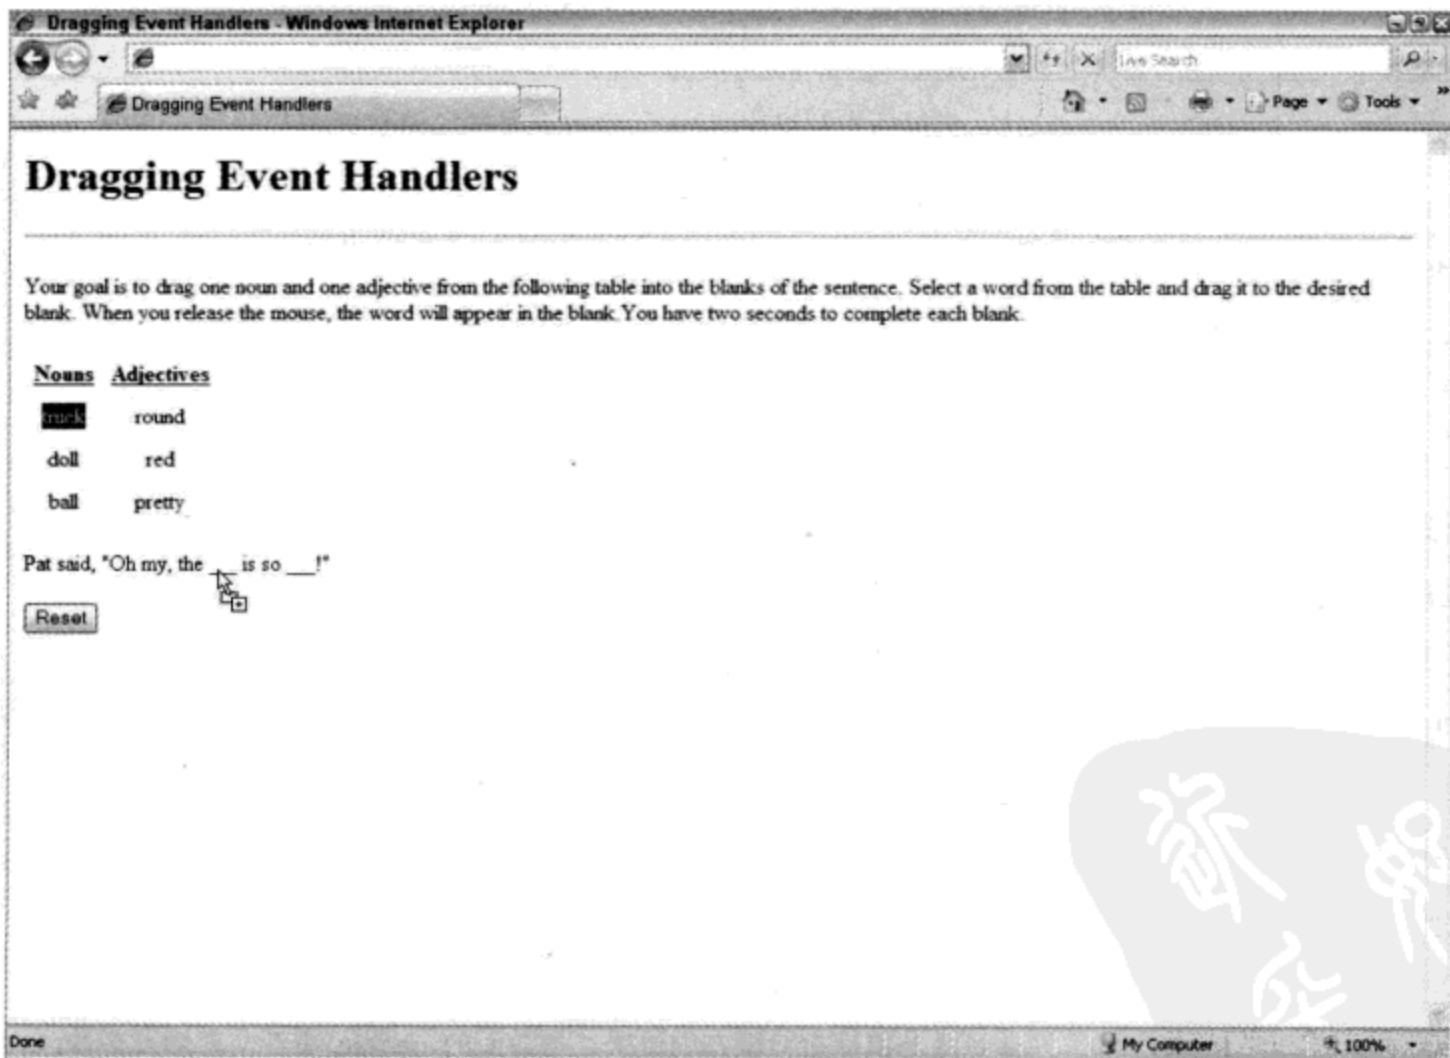 Dragging Event Handlers - Windows Internet Explorer
Live Search
Dragging Event Handlers
Page Tools
Dragging Event Handlers
Your goal is to drag one noun and one adjective from the following table into the blanks of the sentence. Select a word from the table and drag it to the desired
blank. When you release the mouse, the word will appear in the blank.You have two seconds to complete each blank.
Nouns Adjectives
truck round
doll red
ball pretty
Pat said, "Oh my, the ___ is so ___!"
Reset
Done My Computer 100%